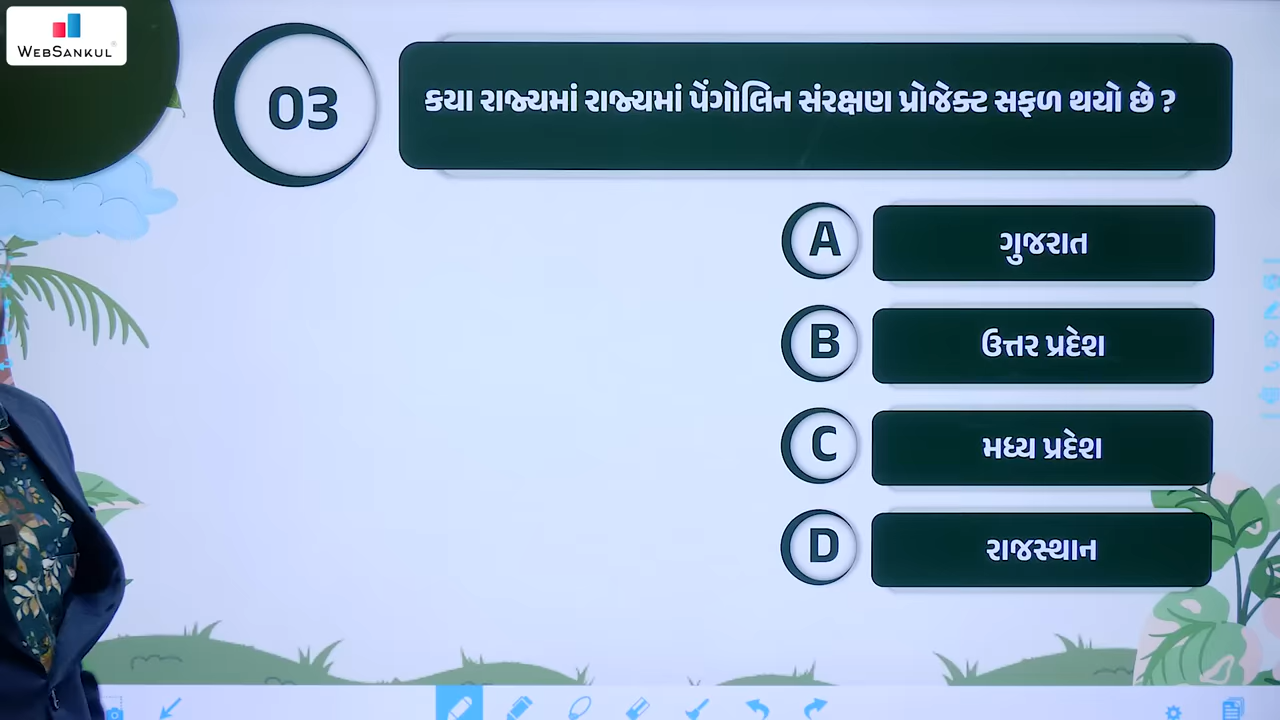 WEBSANKUL
03
કયા રાજ્યમાં રાજ્યમાં પેંગોલિન સંરક્ષણ પ્રોજેક્ટ સફળ થયો છે ?
A
ગુજરાત
B
ઉત્તર પ્રદેશ
C
મધ્ય પ્રદેશ
D
રાજસ્થાન